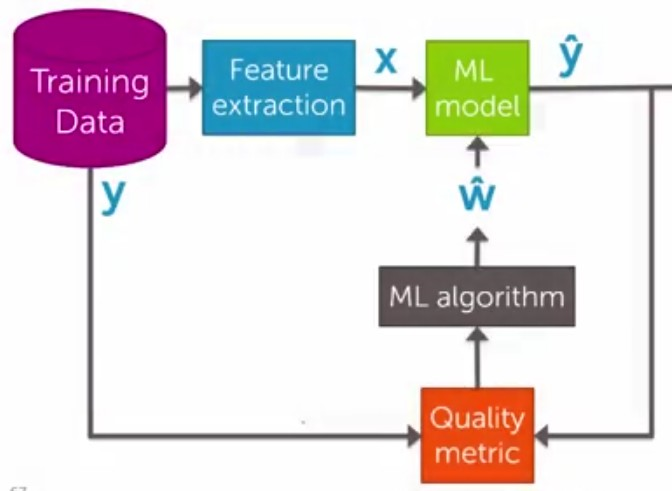 Training
Data
Feature
extraction
x
ML
model
ŷ
y
ŵ
ML algorithm
Quality
metric